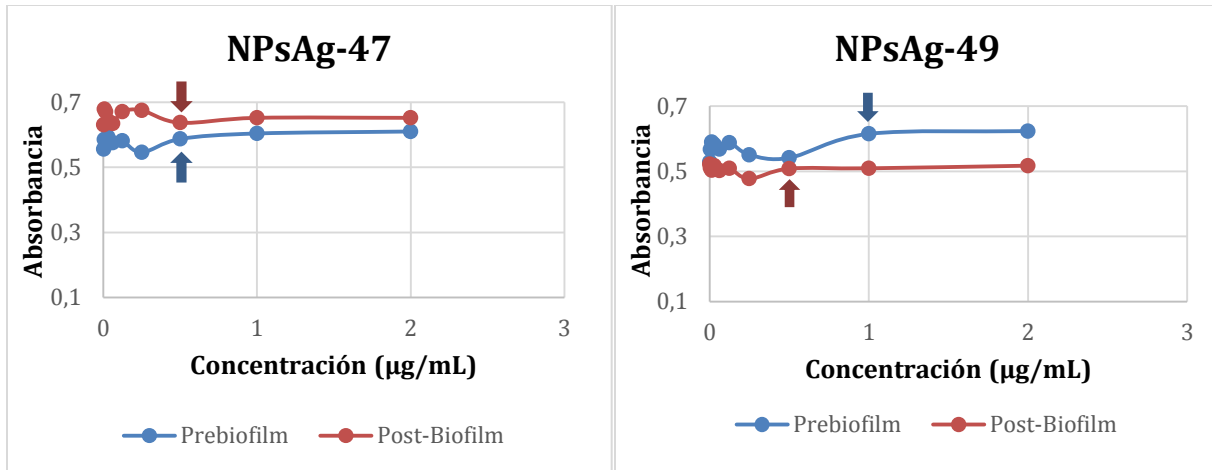 NPsAg-47
0,7
0,5
0,3
0,1
Absorbancia
0 1 2 3
Concentración (µg/mL)
Prebiofilm Post-Biofilm
NPsAg-49
0,7
0,5
0,3
0,1
Absorbancia
0 1 2 3
Concentración (µg/mL)
Prebiofilm Post-Biofilm